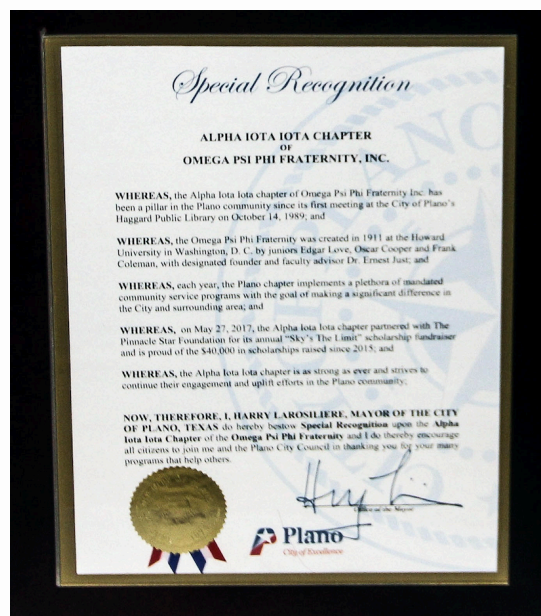 Special Recognition
ALPHA IOTA IOTA CHAPTER
OF
OMEGA PSI PHI FRATERNITY, INC.
WHEREAS, the Alpha Iota Iota chapter of Omega Psi Phi Fraternity Inc. has
been a pillar in the Plano community since its first meeting at the City of Plano's
Haggard Public Library on October 14, 1989; and
WHEREAS, the Omega Psi Phi Fraternity was created in 1911 at the Howard
University in Washington, D. C. by juniors Edgar Love, Oscar Cooper and Frank
Coleman, with designated founder and faculty advisor Dr. Ernest Just; and
WHEREAS, each year, the Plano chapter implements a plethora of mandated
community service programs with the goal of making a significant difference in
the City and surrounding area; and
WHEREAS, on May 27, 2017, the Alpha Iota Iota chapter partnered with The
Pinnacle Star Foundation for its annual "Sky's The Limit" scholarship fundraiser
and is proud of the $40,000 in scholarships raised since 2015; and
WHEREAS, the Alpha Iota Iota chapter is as strong as ever and strives to
continue their engagement and uplift efforts in the Plano community;
NOW, THEREFORE, I, HARRY LAROSILIERE, MAYOR OF THE CITY
OF PLANO, TEXAS do hereby bestow Special Recognition upon the Alpha
Iota Iota Chapter of the Omega Psi Phi Fraternity and I do thereby encourage
all citizens to join me and the Plano City Council in thanking you for your many
programs that help others.
Office of the Mayor
Plano
City of Excellence